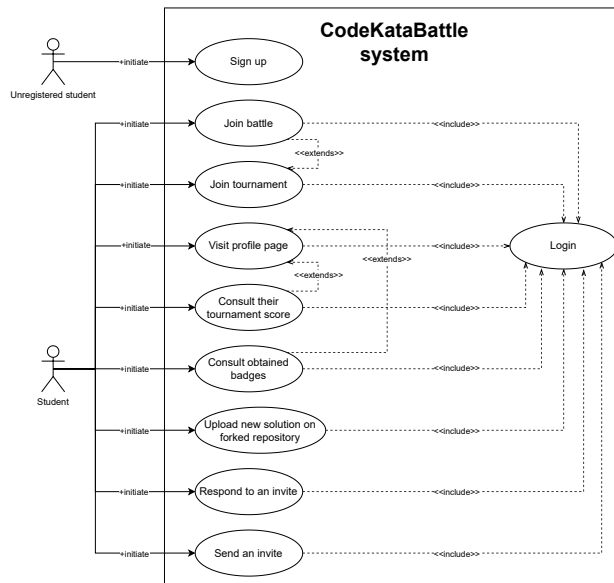 CodeKataBattle
system
+initiate
Sign up
Unregistered student
+initiate
Join battle
<<include>>
<<extends>>
+initiate
Join tournament
<<include>>
+initiate
Visit profile page
<<include>>
Login
<<extends>>
<<extends>>
+initiate
Consult their
tournament score
<<include>>
+initiate
Consult obtained
badges
<<include>>
Student
+initiate
Upload new solution on
forked repository
<<include>>
+initiate
Respond to an invite
<<include>>
+initiate
Send an invite
<<include>>